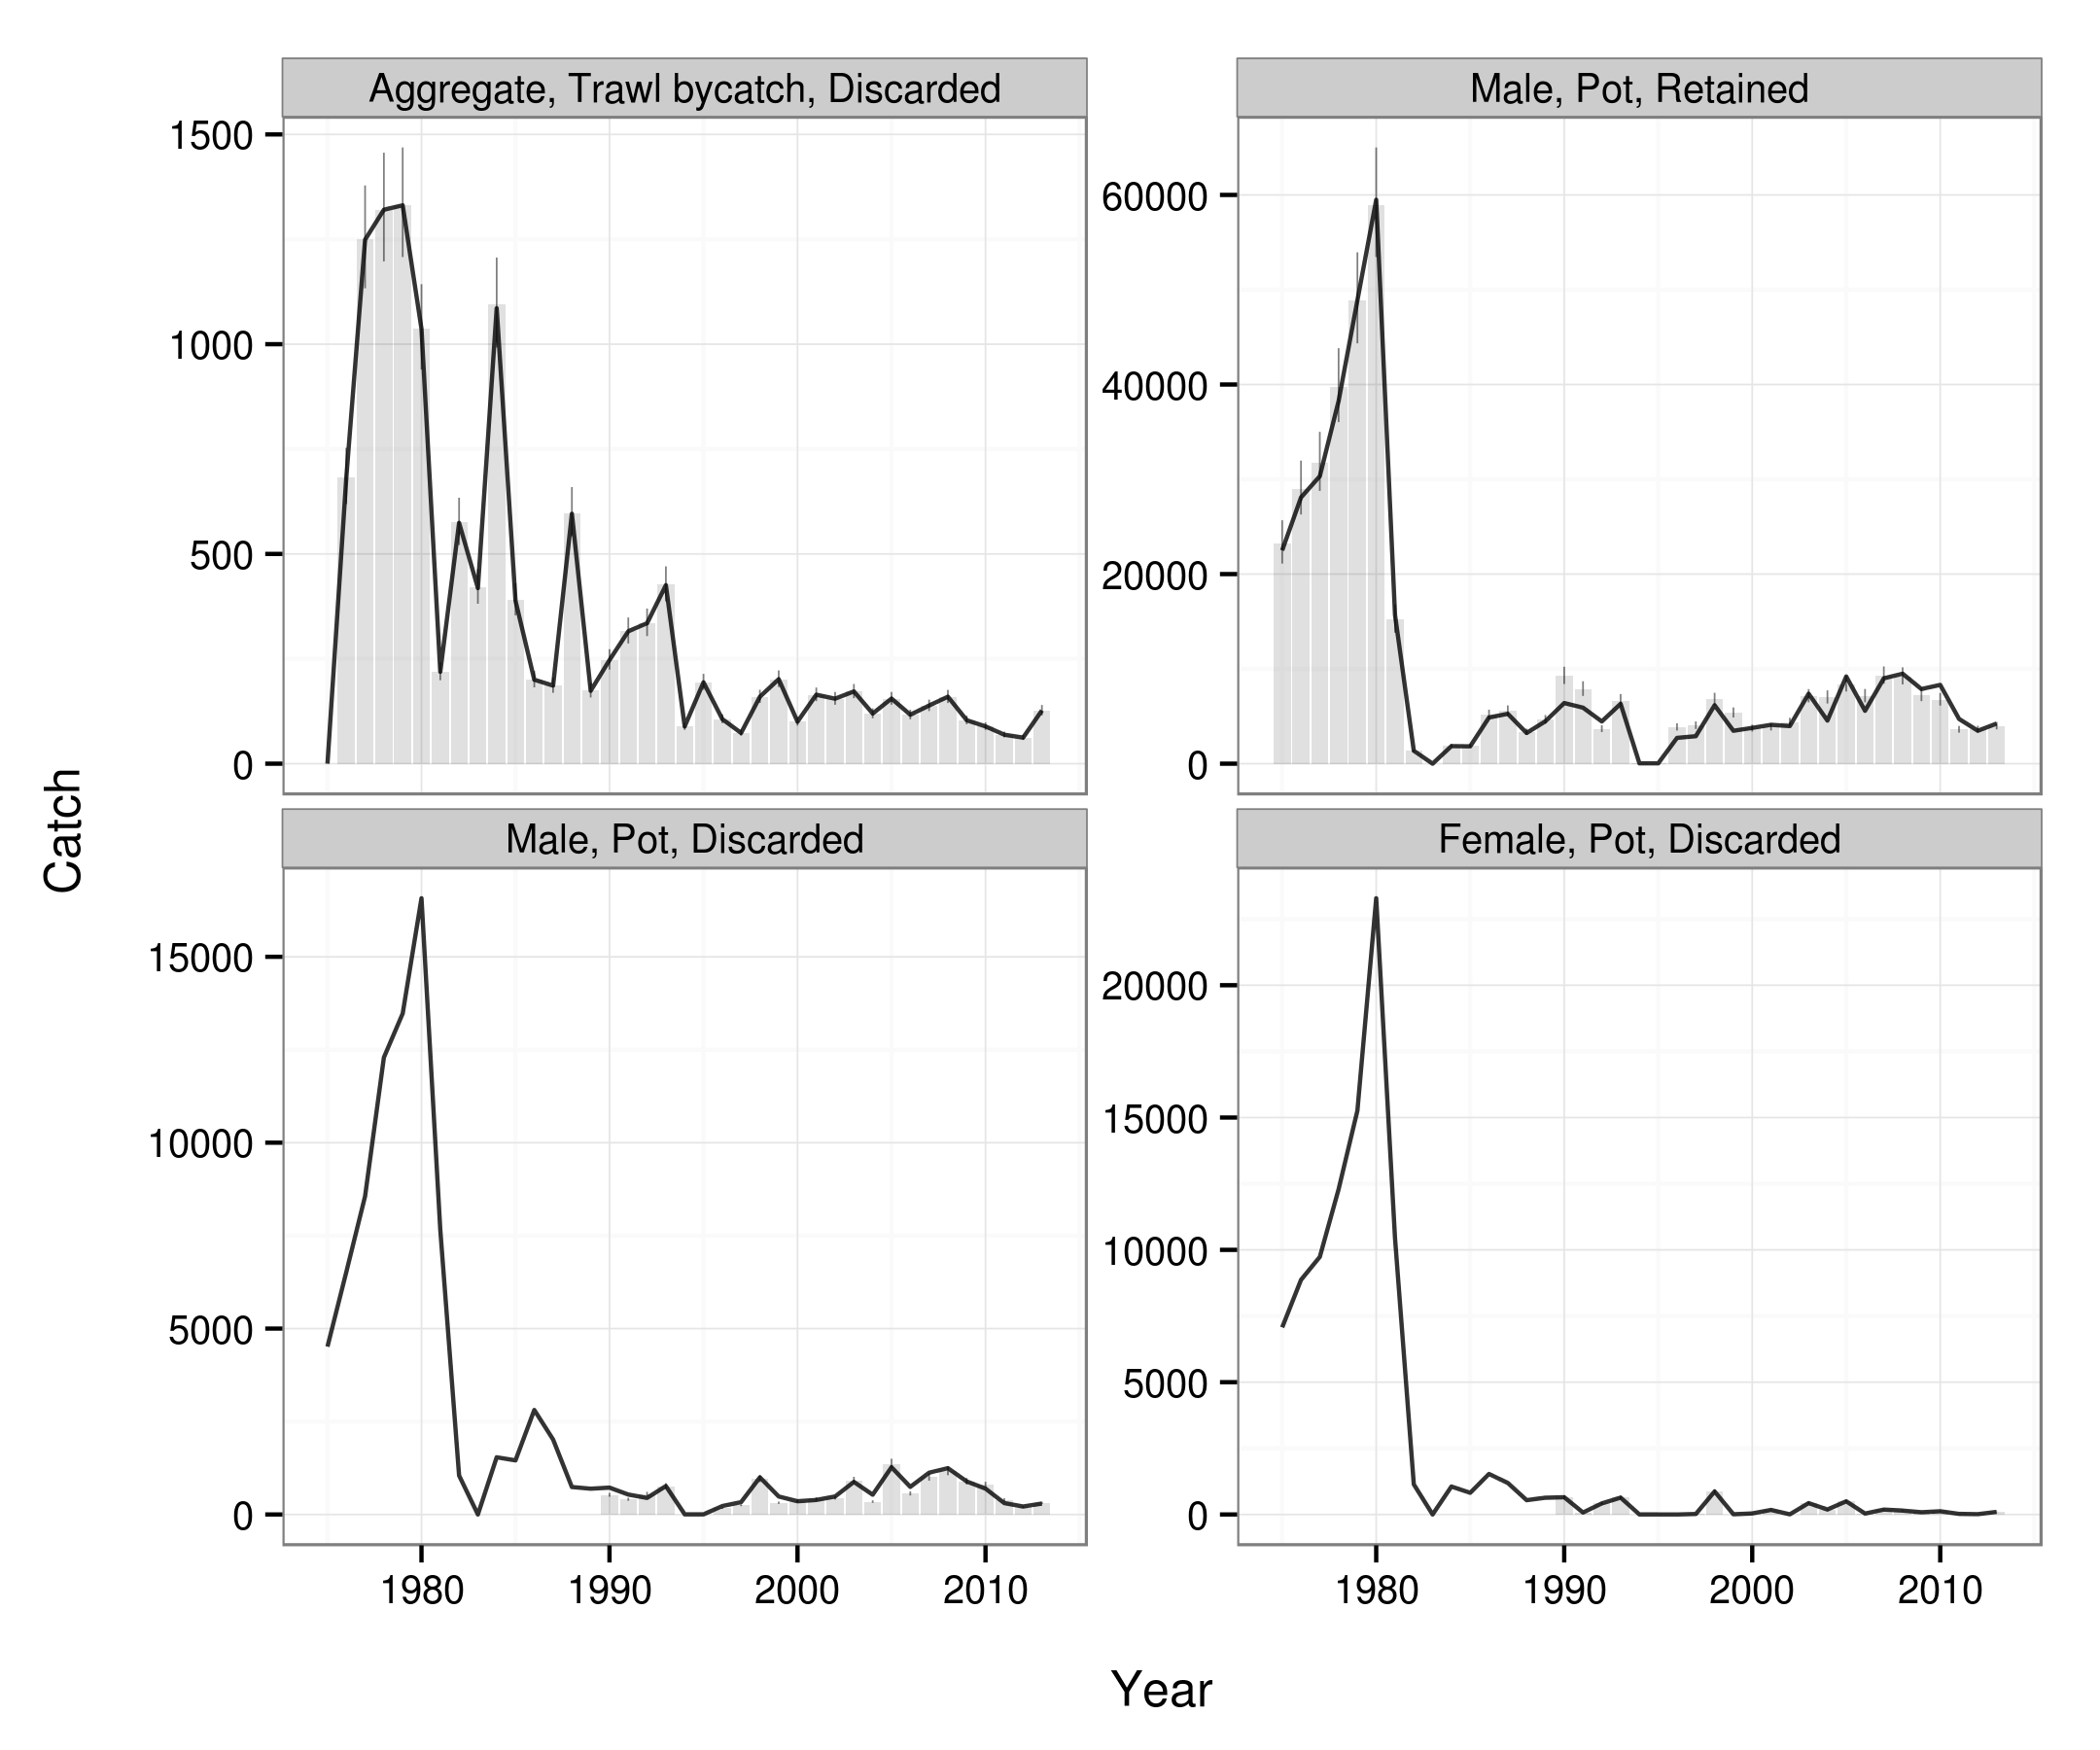 Aggregate, Trawl bycatch, Discarded
1500
1000
500
0
Male, Pot, Retained
60000
40000
20000
0
Catch
Male, Pot, Discarded
15000
10000
5000
0
1980 1990 2000 2010
Female, Pot, Discarded
20000
15000
10000
5000
0
1980 1990 2000 2010
Year